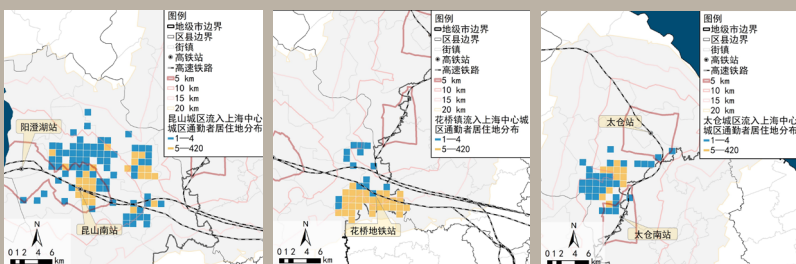 图例
地级市边界
区县边界
街镇
高铁站
高速铁路
5 km
10 km
15 km
20 km
昆山城区流入上海中心
城区通勤者居住地分布
1—4
5—420
阳澄湖站
昆山南站
N
0 1 2 4 6
km
图例
地级市边界
区县边界
街镇
高铁站
高速铁路
5 km
10 km
15 km
20 km
花桥镇流入上海中心城
区通勤者居住地分布
1—4
5—420
花桥地铁站
N
0 1 2 4 6
km
图例
地级市边界
区县边界
街镇
高铁站
高速铁路
5 km
10 km
15 km
20 km
太仓城区流入上海中心
城区通勤者居住地分布
1—4
5—420
太仓站
太仓南站
N
0 1 2 4 6
km